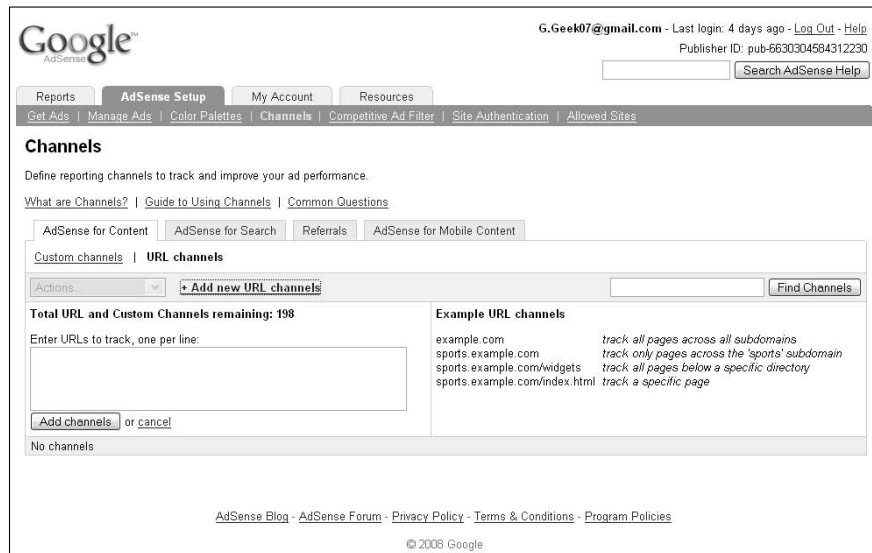 G.Geek07@gmail.com - Last login: 4 days ago - Log Out - Help
Google™
AdSense
Publisher ID: pub-6630304584312230
Search AdSense Help
Reports AdSense Setup My Account Resources
Get Ads | Manage Ads | Color Palettes | Channels | Competitive Ad Filter | Site Authentication | Allowed Sites
Channels
Define reporting channels to track and improve your ad performance.
What are Channels? | Guide to Using Channels | Common Questions
AdSense for Content AdSense for Search Referrals AdSense for Mobile Content
Custom channels | URL channels
Actions... + Add new URL channels Find Channels
Total URL and Custom Channels remaining: 198
Enter URLs to track, one per line:
Add channels or cancel
Example URL channels
example.com track all pages across all subdomains
sports.example.com track only pages across the 'sports' subdomain
sports.example.com/widgets track all pages below a specific directory
sports.example.com/index.html track a specific page
No channels
AdSense Blog - AdSense Forum - Privacy Policy - Terms & Conditions - Program Policies
© 2008 Google